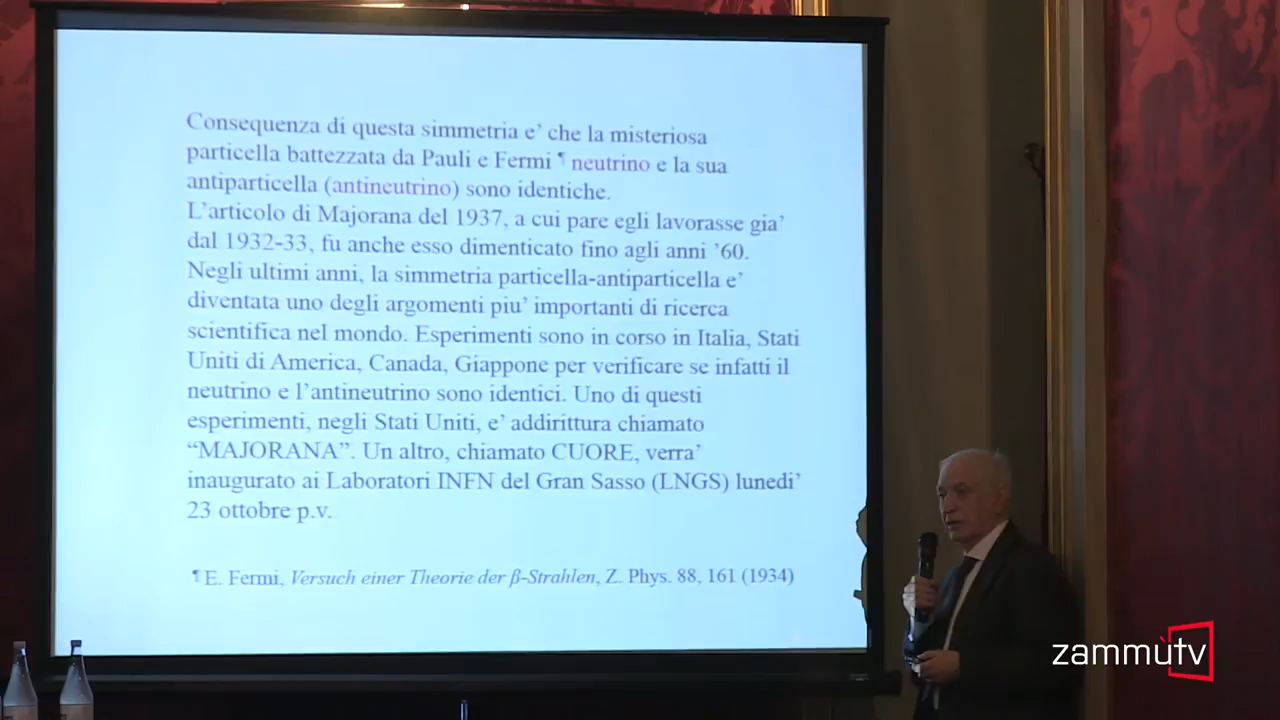 Consequenza di questa simmetria e' che la misteriosa
particella battezzata da Pauli e Fermi ¶ neutrino e la sua
antiparticella (antineutrino) sono identiche.
L'articolo di Majorana del 1937, a cui pare egli lavorasse gia'
dal 1932-33, fu anche esso dimenticato fino agli anni '60.
Negli ultimi anni, la simmetria particella-antiparticella e'
diventata uno degli argomenti piu' importanti di ricerca
scientifica nel mondo. Esperimenti sono in corso in Italia, Stati
Uniti di America, Canada, Giappone per verificare se infatti il
neutrino e l'antineutrino sono identici. Uno di questi
esperimenti, negli Stati Uniti, e' addirittura chiamato
“MAJORANA”. Un altro, chiamato CUORE, verra'
inaugurato ai Laboratori INFN del Gran Sasso (LNGS) lunedi'
23 ottobre p.v.
¶ E. Fermi, Versuch einer Theorie der β-Strahlen, Z. Phys. 88, 161 (1934)
zammùtv